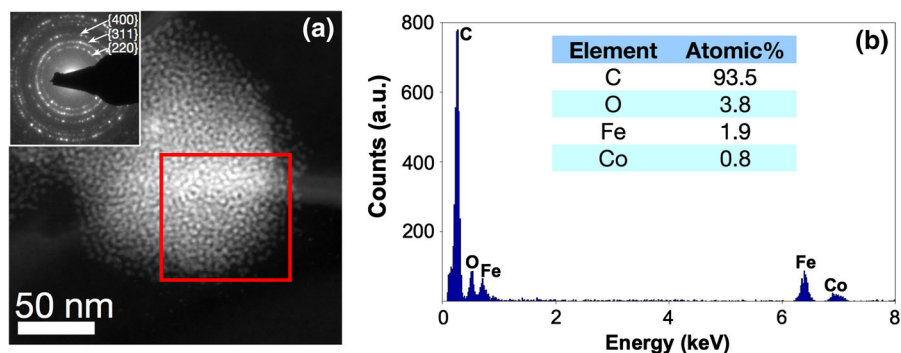 {400}
{311}
{220}
(a)
50 nm
(b)
Counts (a.u.)
800
600
400
200
0
2
4
6
8
Energy (keV)
C
O
Fe
Fe
Co
Element Atomic%
C 93.5
O 3.8
Fe 1.9
Co 0.8